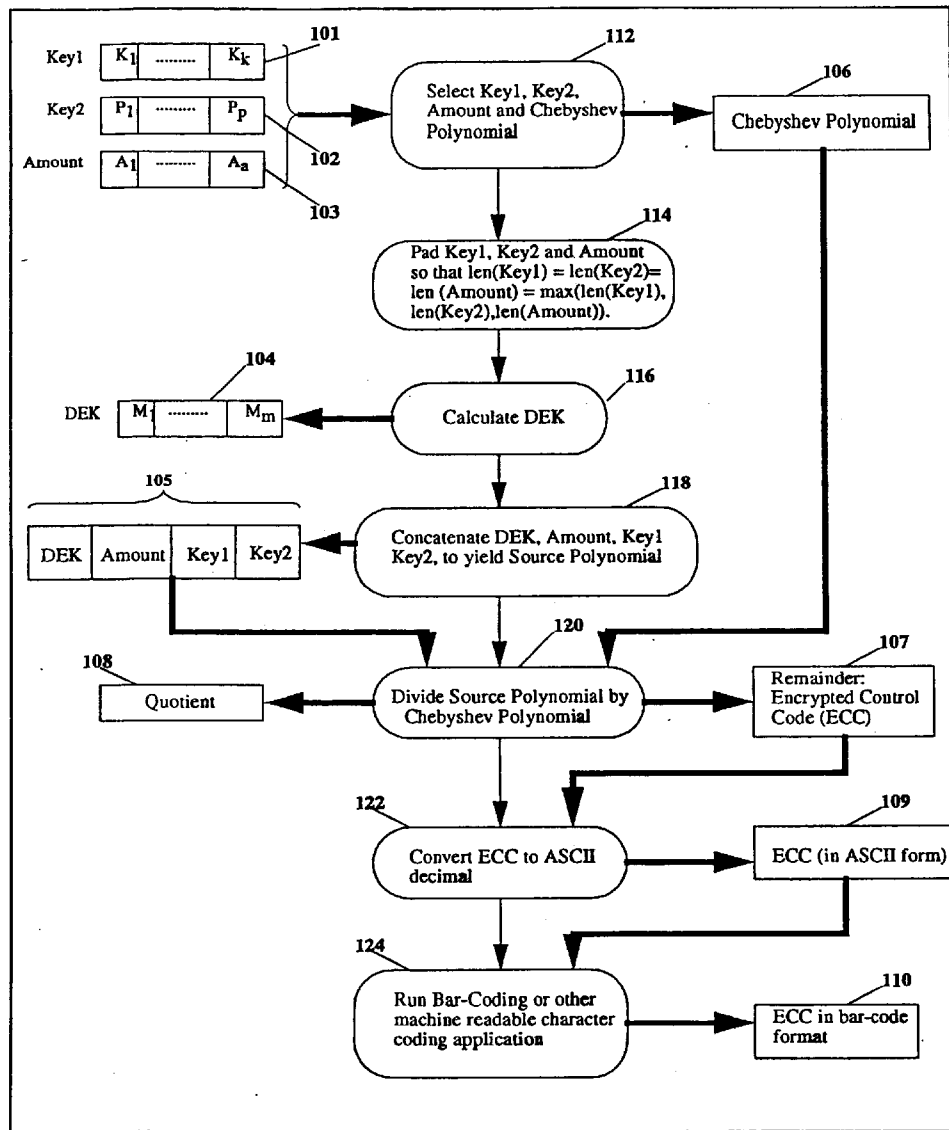 101
Key1 K1 ......... Kk
112
Select Key1, Key2,
Amount and Chebyshev
Polynomial
106
Chebyshev Polynomial
Key2 P1 ......... Pp
102
Amount A1 ......... Aa
103
114
Pad Key1, Key2 and Amount
so that len(Key1) = len(Key2)=
len (Amount) = max(len(Key1),
len(Key2),len(Amount)).
104
DEK M1 ......... Mm
116
Calculate DEK
105
DEK Amount Key1 Key2
118
Concatenate DEK, Amount, Key1
Key2, to yield Source Polynomial
120
Divide Source Polynomial by
Chebyshev Polynomial
108
Quotient
107
Remainder:
Encrypted Control
Code (ECC)
122
Convert ECC to ASCII
decimal
109
ECC (in ASCII form)
124
Run Bar-Coding or other
machine readable character
coding application
110
ECC in bar-code
format